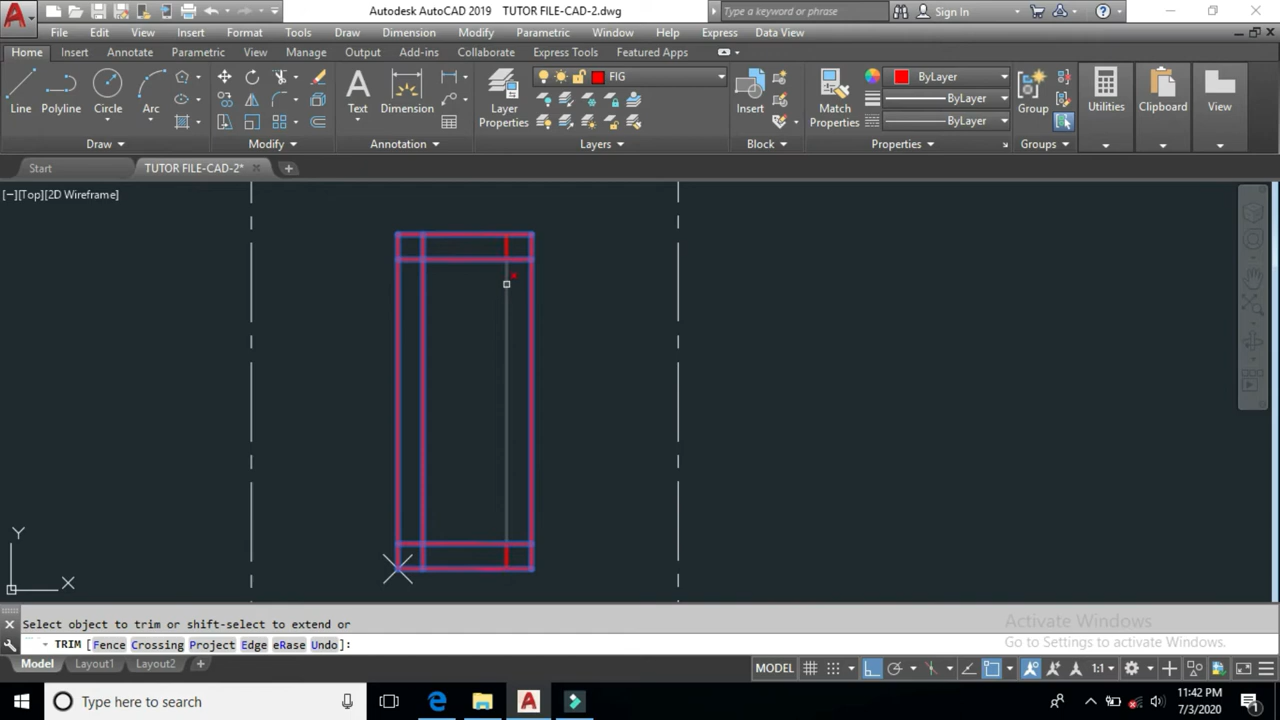 Autodesk AutoCAD 2019 TUTOR FILE-CAD-2.dwg
Type a keyword or phrase
Sign In
File Edit View Insert Format Tools Draw Dimension Modify Parametric Window Help Express Data View
Home Insert Annotate Parametric View Manage Output Add-ins Collaborate Express Tools Featured Apps
FIG
ByLayer
ByLayer
ByLayer
Line Polyline Circle Arc Text Dimension Layer Properties Insert Match Properties Group Utilities Clipboard View
Draw Modify Annotation Layers Block Properties Groups
Start TUTOR FILE-CAD-2*
[−][Top][2D Wireframe]
Y
X
Select object to trim or shift-select to extend or
TRIM [Fence Crossing Project Edge eRase Undo]:
Activate Windows
Go to Settings to activate Windows.
Model Layout1 Layout2
MODEL
1:1
Type here to search
11:42 PM
7/3/2020